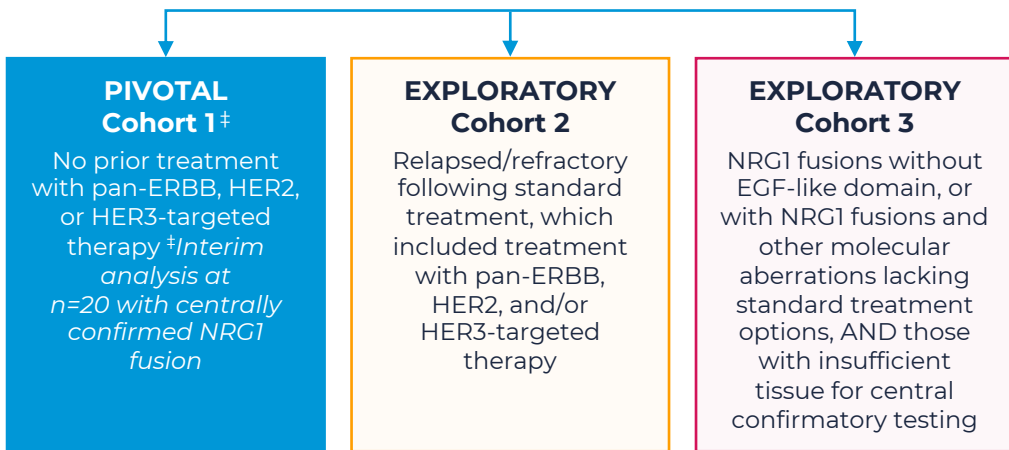 PIVOTAL
Cohort 1‡
No prior treatment
with pan-ERBB, HER2,
or HER3-targeted
therapy ‡Interim
analysis at
n=20 with centrally
confirmed NRG1
fusion
EXPLORATORY
Cohort 2
Relapsed/refractory
following standard
treatment, which
included treatment
with pan-ERBB,
HER2, and/or
HER3-targeted
therapy
EXPLORATORY
Cohort 3
NRG1 fusions without
EGF-like domain, or
with NRG1 fusions and
other molecular
aberrations lacking
standard treatment
options, AND those
with insufficient
tissue for central
confirmatory testing